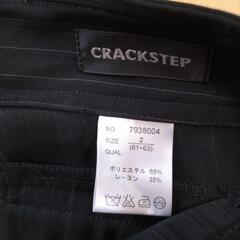 CRACKSTEP
NO 7938004
SIZE 2
QUAL (61-63)
ポリエステル 65%
レーヨン 35%